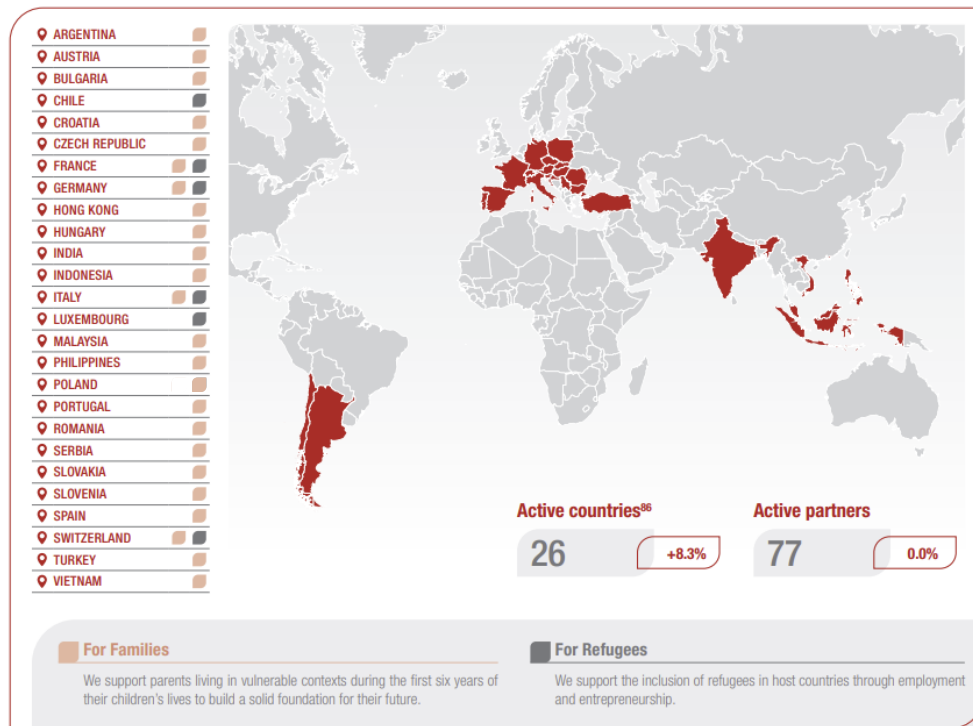 ARGENTINA
AUSTRIA
BULGARIA
CHILE
CROATIA
CZECH REPUBLIC
FRANCE
GERMANY
HONG KONG
HUNGARY
INDIA
INDONESIA
ITALY
LUXEMBOURG
MALAYSIA
PHILIPPINES
POLAND
PORTUGAL
ROMANIA
SERBIA
SLOVAKIA
SLOVENIA
SPAIN
SWITZERLAND
TURKEY
VIETNAM
Active countries86
26
+8.3%
Active partners
77
0.0%
For Families
We support parents living in vulnerable contexts during the first six years of
their children's lives to build a solid foundation for their future.
For Refugees
We support the inclusion of refugees in host countries through employment
and entrepreneurship.